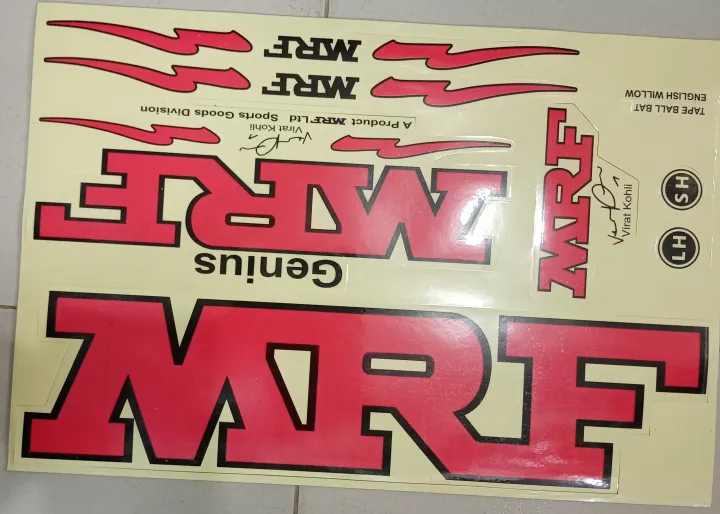 MRF
MRF
A Product MRF Ltd Sports Goods Division
Virat Kohli
MRF
Genius
MRF
MRF
Virat Kohli
TAPE BALL BAT
ENGLISH WILLOW
SH
LH